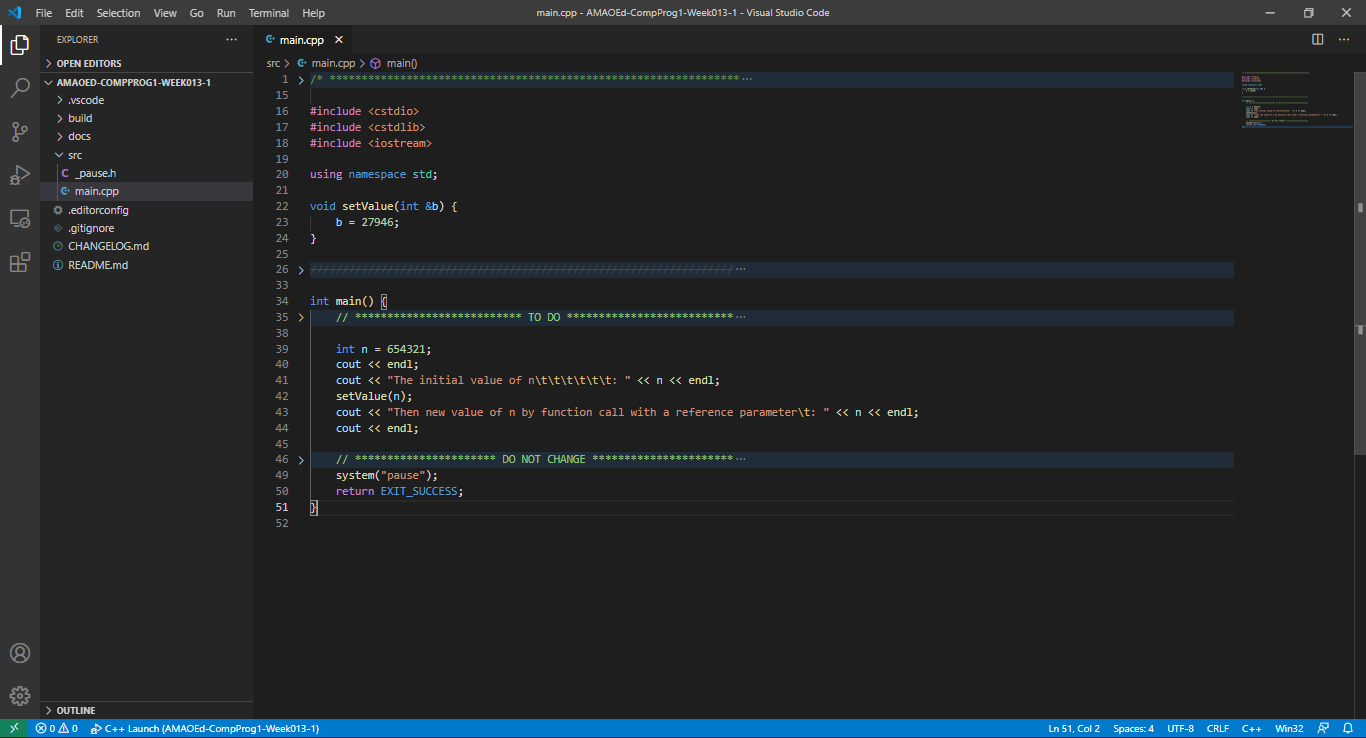 File Edit Selection View Go Run Terminal Help main.cpp - AMAOEd-CompProg1-Week013-1 - Visual Studio Code
EXPLORER ···
main.cpp
OPEN EDITORS
src > main.cpp > main()
AMAOED-COMPPROG1-WEEK013-1
.vscode
build
docs
src
_pause.h
main.cpp
.editorconfig
.gitignore
CHANGELOG.md
README.md
1 /* ****************************************************************···
15
16 #include <cstdio>
17 #include <cstdlib>
18 #include <iostream>
19
20 using namespace std;
21
22 void setValue(int &b) {
23 b = 27946;
24 }
25
26 //////////////////////////////////////////////////////////////////···
33
34 int main() {
35 // ************************** TO DO **************************···
38
39 int n = 654321;
40 cout << endl;
41 cout << "The initial value of n\t\t\t\t\t\t: " << n << endl;
42 setValue(n);
43 cout << "Then new value of n by function call with a reference parameter\t: " << n << endl;
44 cout << endl;
45
46 // ********************** DO NOT CHANGE **********************···
49 system("pause");
50 return EXIT_SUCCESS;
51 }
52
OUTLINE
0 0 C++ Launch (AMAOEd-CompProg1-Week013-1) Ln 51, Col 2 Spaces: 4 UTF-8 CRLF C++ Win32